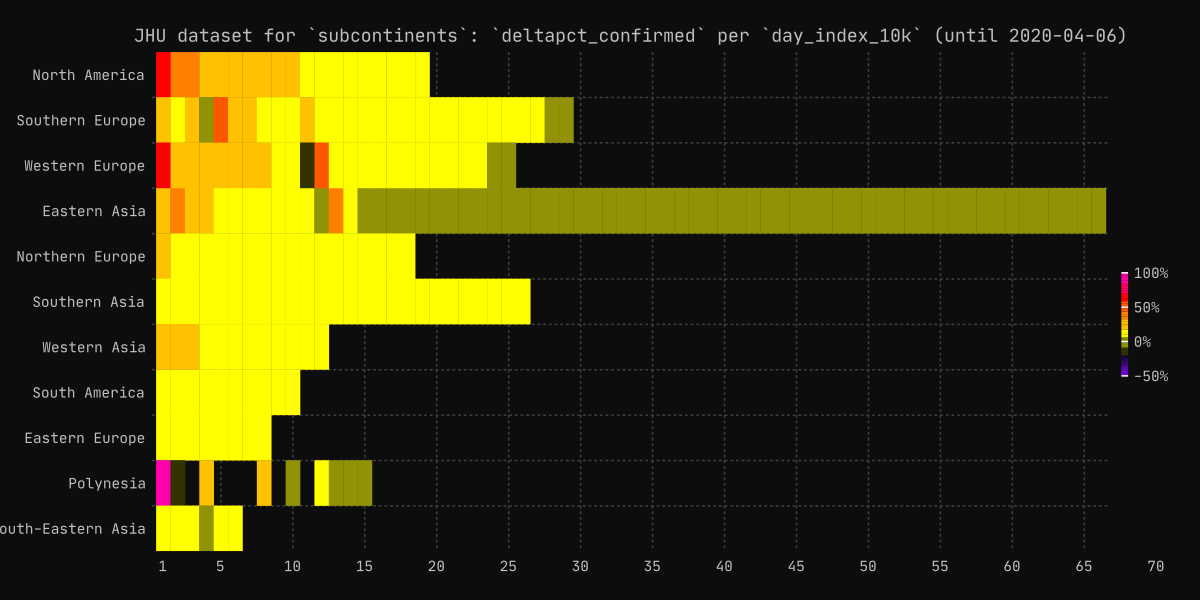 JHU dataset for `subcontinents`: `deltapct_confirmed` per `day_index_10k` (until 2020-04-06)
North America
Southern Europe
Western Europe
Eastern Asia
Northern Europe
Southern Asia
Western Asia
South America
Eastern Europe
Polynesia
outh-Eastern Asia
100%
50%
0%
-50%
1 5 10 15 20 25 30 35 40 45 50 55 60 65 70